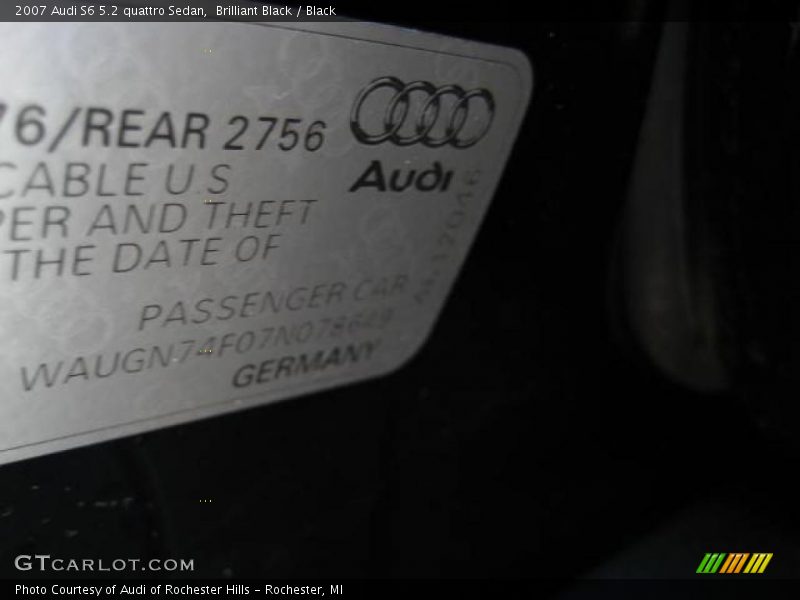 2007 Audi S6 5.2 quattro Sedan, Brilliant Black / Black
76/REAR 2756
CABLE U.S
PER AND THEFT
THE DATE OF
Audi
PASSENGER CAR
WAUGN74F07N078649
GERMANY
GTCARLOT.COM
Photo Courtesy of Audi of Rochester Hills - Rochester, MI